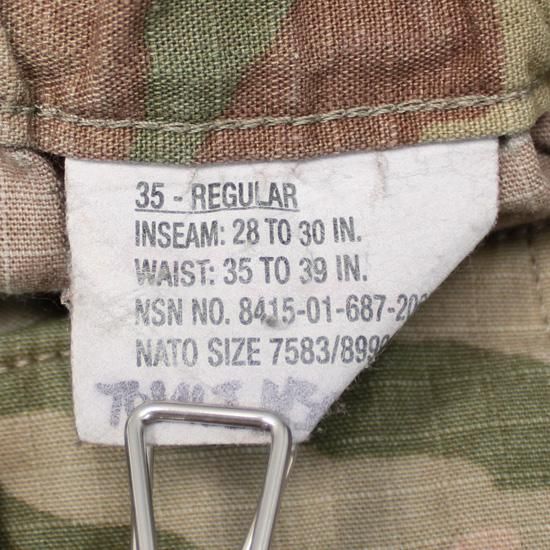 35 - REGULAR
INSEAM: 28 TO 30 IN.
WAIST: 35 TO 39 IN.
NSN NO. 8415-01-687-20
NATO SIZE 7583/899